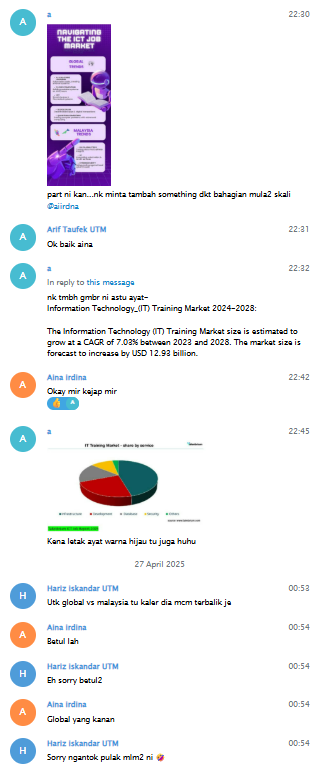 a
22:30
A
NAVIGATING
THE ICT JOB
MARKET
GLOBAL
TRENDS
MALAYSIA
TRENDS
part ni kan...nk minta tambah something dkt bahagian mula2 skali
@aiirdna_
A
Arif Taufek UTM
22:31
Ok baik aina
A
a
22:32
In reply to this message
nk tmbh gmbr ni astu ayat-
Information Technology_(IT) Training Market 2024-2028:
The Information Technology (IT) Training Market size is estimated to
grow at a CAGR of 7.03% between 2023 and 2028. The market size is
forecast to increase by USD 12.93 billion.
A
Aina irdina
22:42
Okay mir kejap mir
A
A
a
22:45
IT Training Market - share by service
Infrastructure Development Database Security Others
Kena letak ayat warna hijau tu juga huhu
27 April 2025
H
Hariz iskandar UTM
00:53
Utk global vs malaysia tu kaler dia mcm terbalik je
A
Aina irdina
00:54
Betul lah
H
Hariz iskandar UTM
00:54
Eh sorry betul2
A
Aina irdina
00:54
Global yang kanan
H
Hariz iskandar UTM
00:54
Sorry ngantok pulak mlm2 ni 🤣